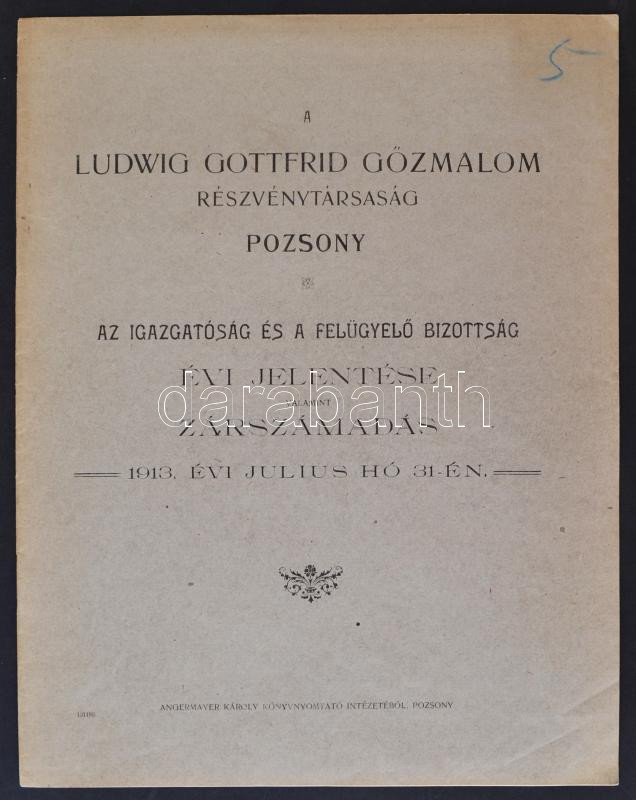 5
A
LUDWIG GOTTFRID GŐZMALOM
RÉSZVÉNYTÁRSASÁG
POZSONY
AZ IGAZGATÓSÁG ÉS A FELÜGYELŐ BIZOTTSÁG
ÉVI JELENTÉSE
VALAMINT
darabanth
ZÁRSZÁMADÁS
1913. ÉVI JULIUS HÓ 31-ÉN.
ANGERMAYER KÁROLY KÖNYVNYOMTATÓ INTÉZETÉBŐL, POZSONY